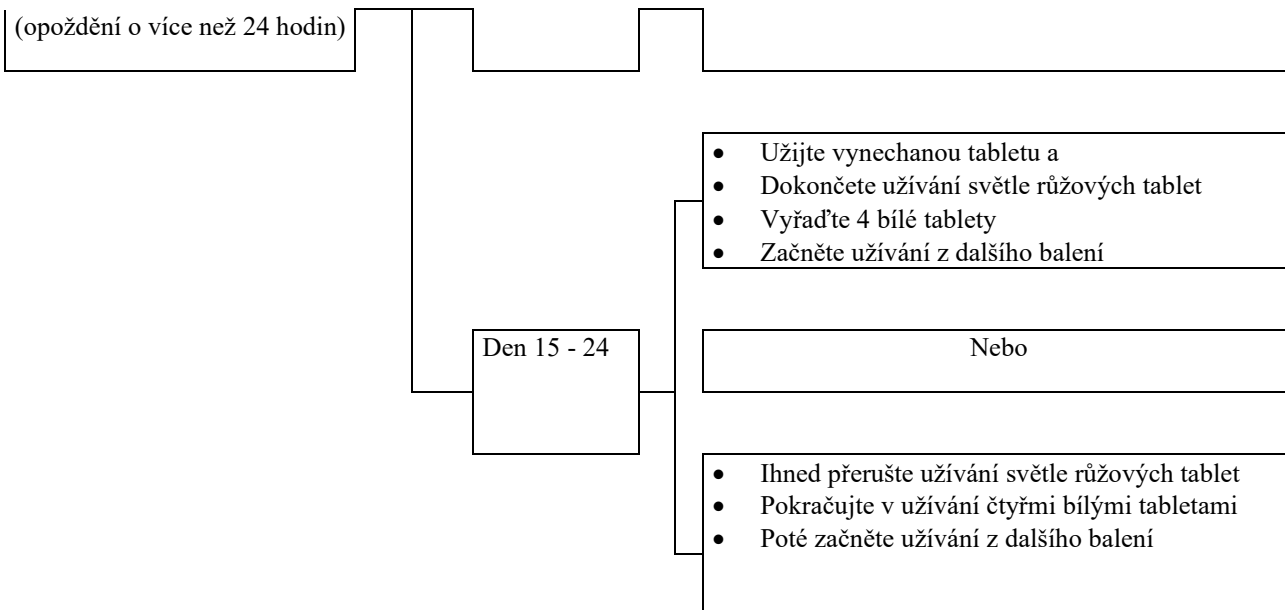 (opoždění o více než 24 hodin)
• Užijte vynechanou tabletu a
• Dokončete užívání světle růžových tablet
• Vyřaďte 4 bílé tablety
• Začněte užívání z dalšího balení
Den 15 - 24
Nebo
• Ihned přerušte užívání světle růžových tablet
• Pokračujte v užívání čtyřmi bílými tabletami
• Poté začněte užívání z dalšího balení